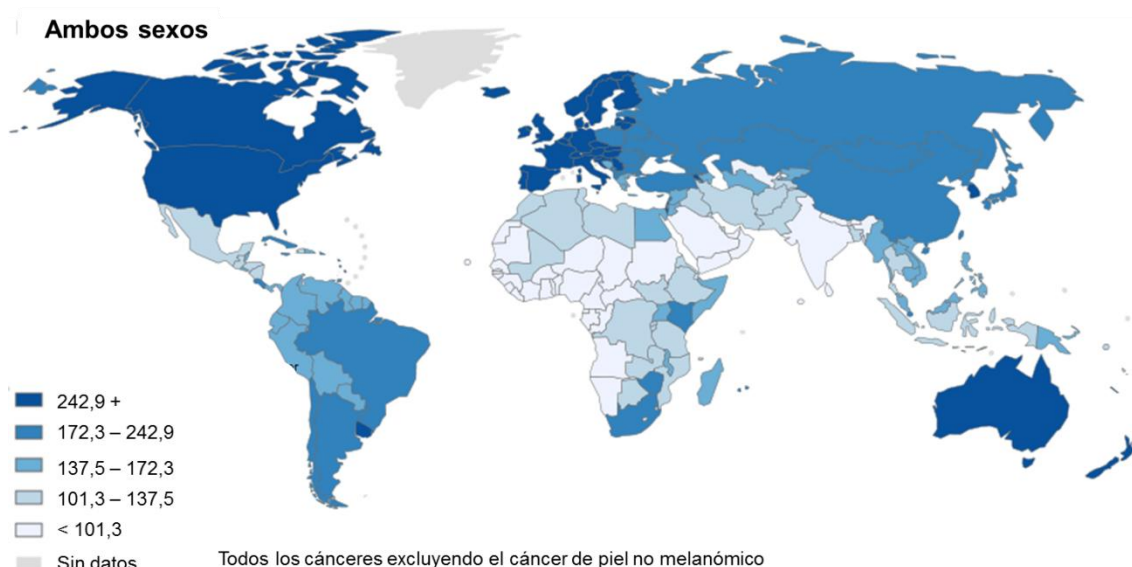 Ambos sexos
242,9 +
172,3 – 242,9
137,5 – 172,3
101,3 – 137,5
< 101,3
Sin datos
Todos los cánceres excluyendo el cáncer de piel no melanómico